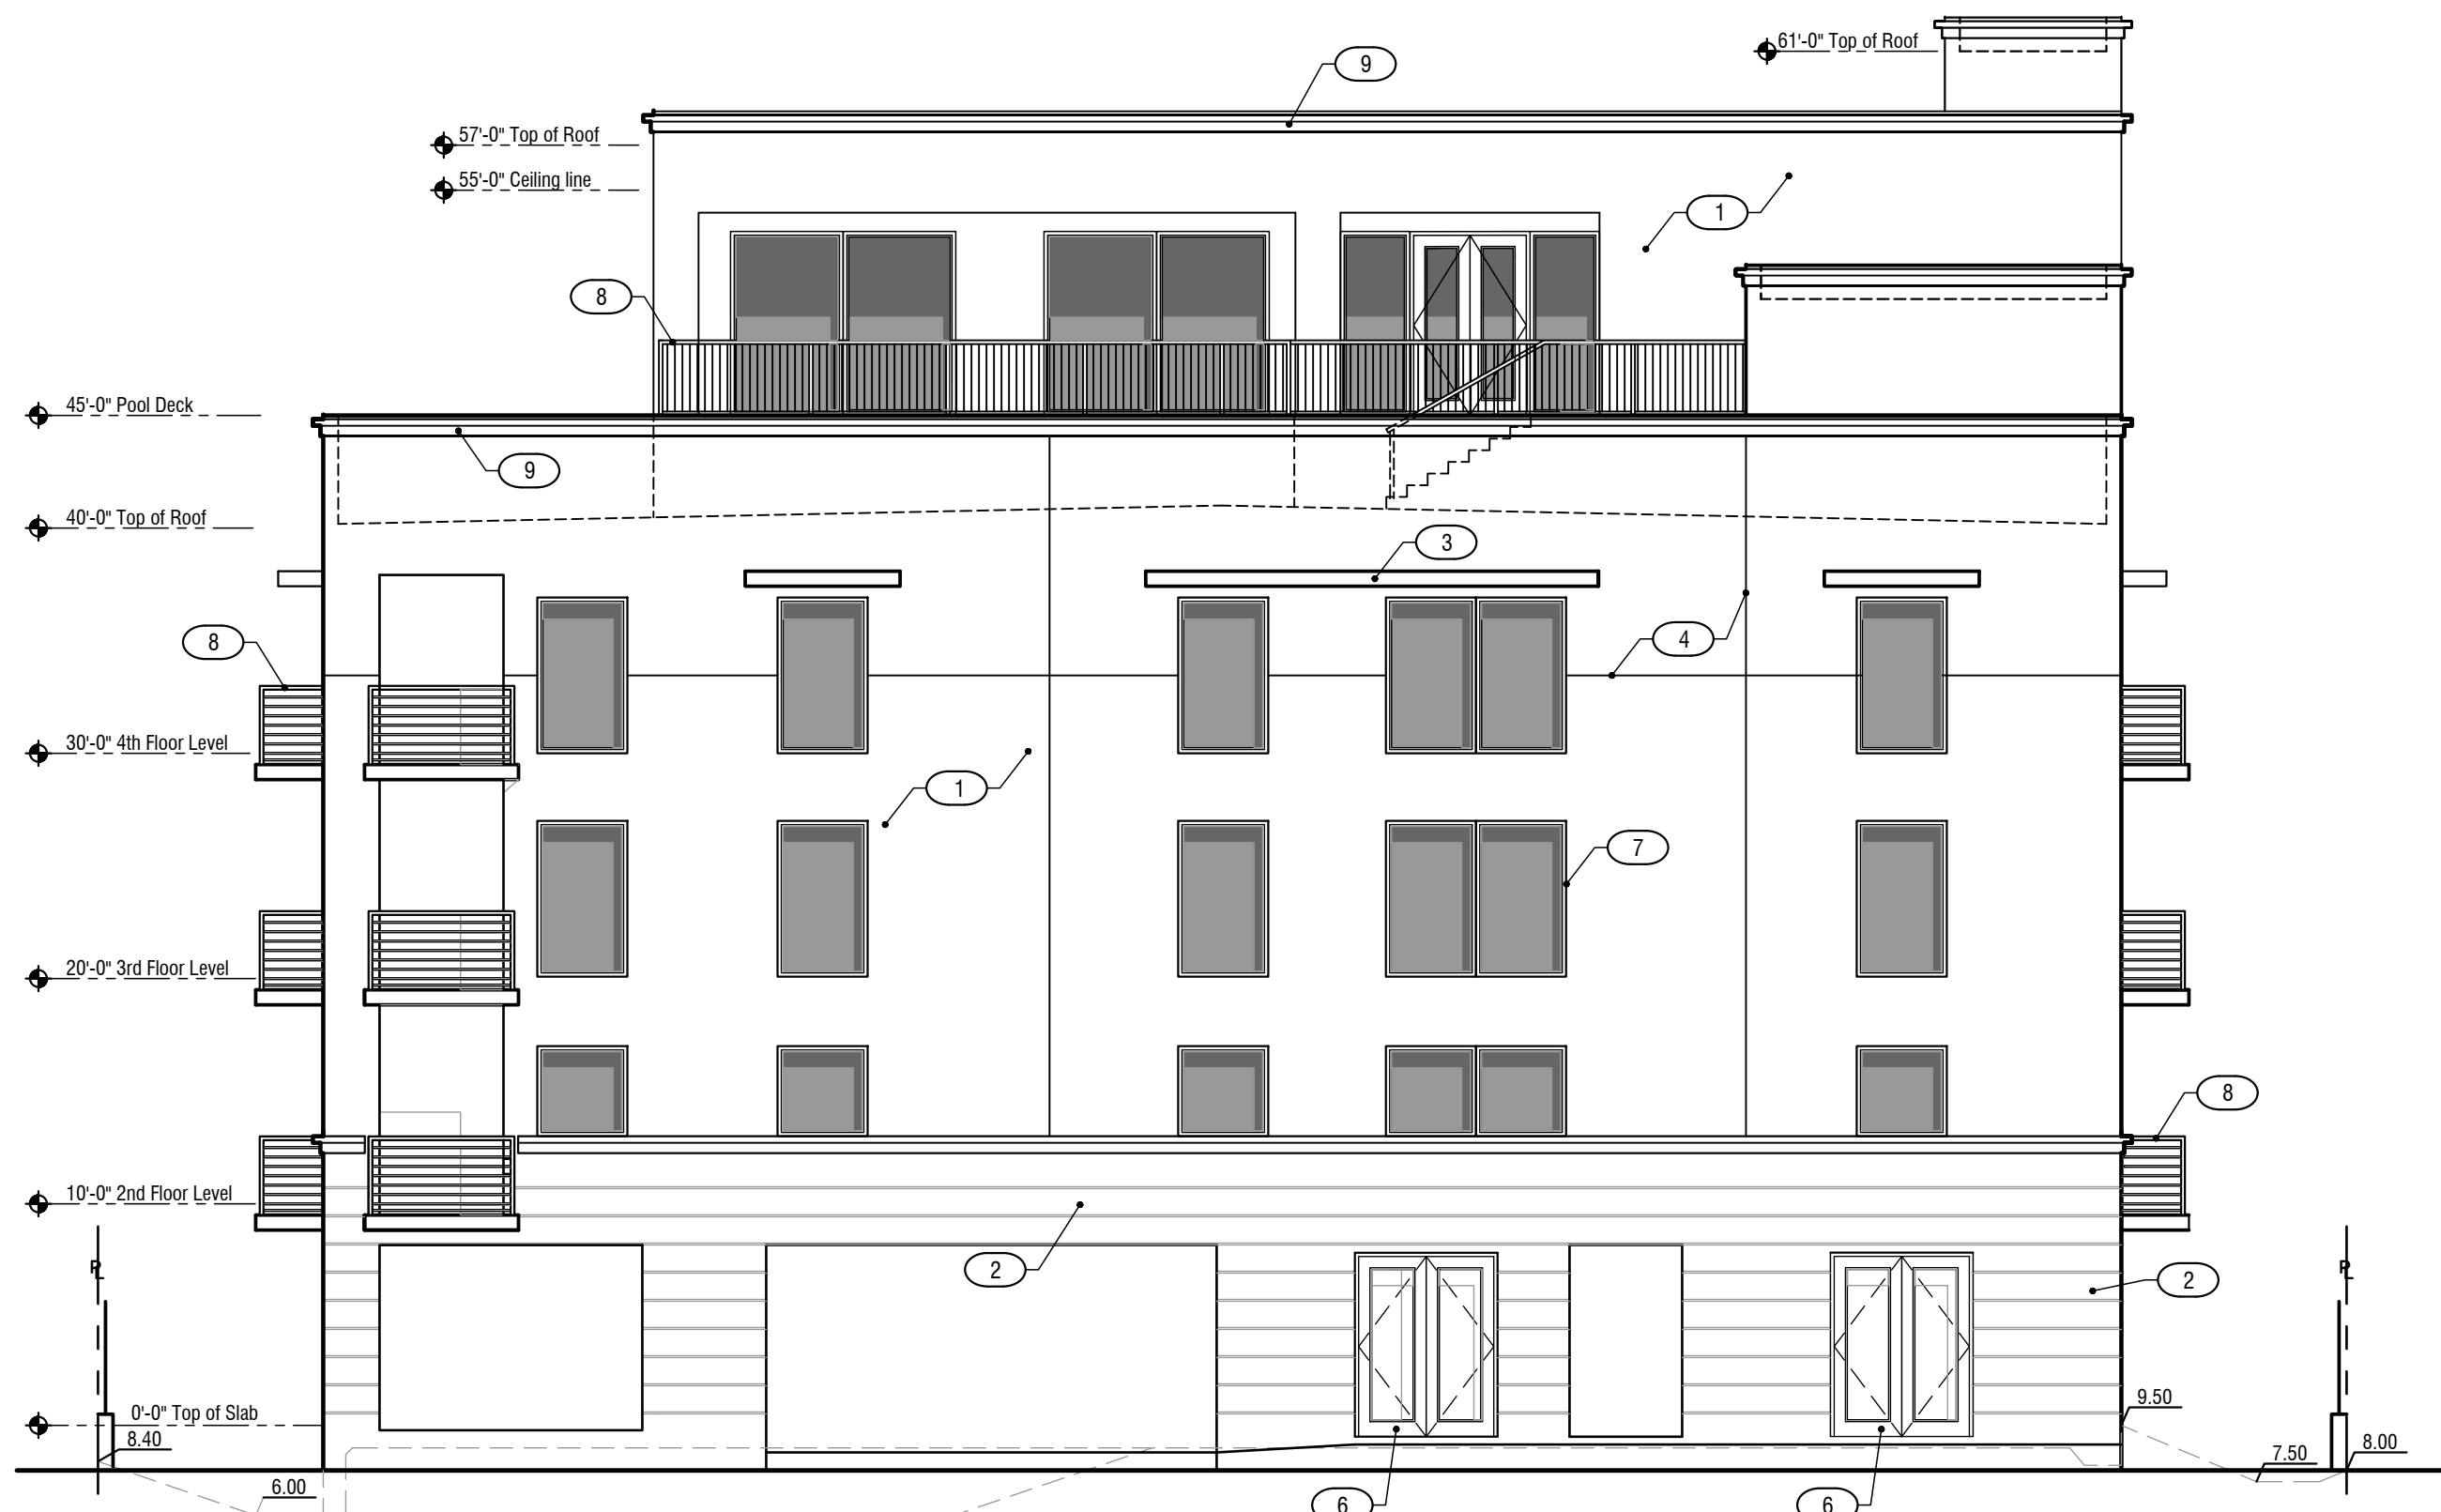 61'-0" Top of Roof
9
57'-0" Top of Roof
55'-0" Ceiling line
1
8
45'-0" Pool Deck
9
40'-0" Top of Roof
3
8
4
30'-0" 4th Floor Level
1
7
20'-0" 3rd Floor Level
8
10'-0" 2nd Floor Level
PL
2
PL
2
0'-0" Top of Slab
9.50
8.40
7.50
8.00
6.00
6
6